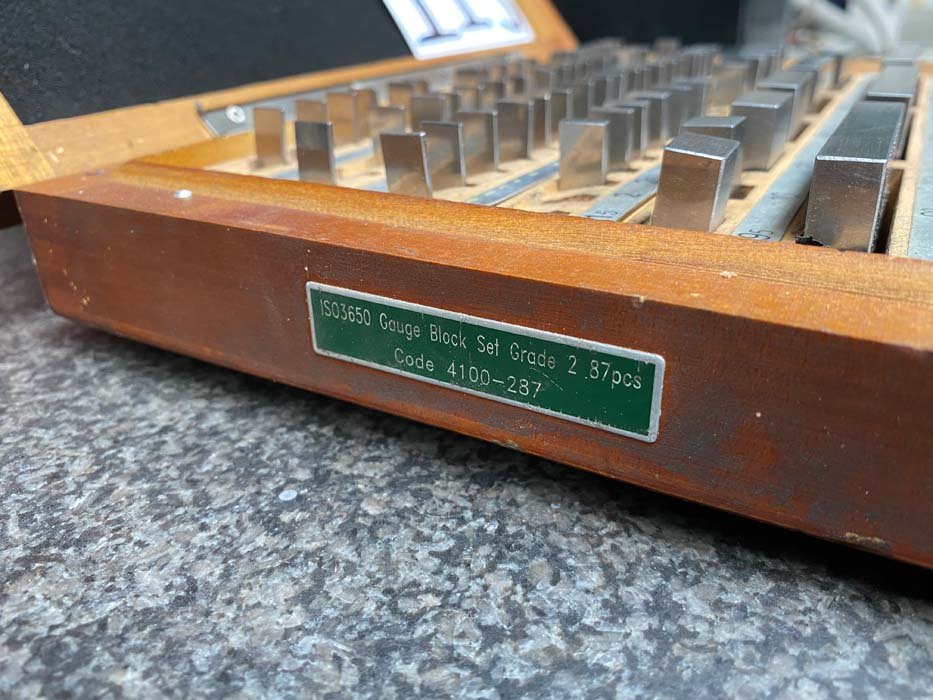 ISO3650 Gauge Block Set Grade 2 87pcs
Code 4100-287